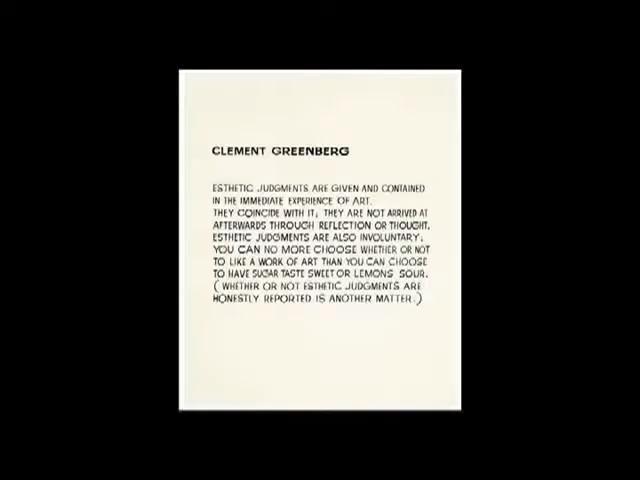 CLEMENT GREENBERG
ESTHETIC JUDGMENTS ARE GIVEN AND CONTAINED
IN THE IMMEDIATE EXPERIENCE OF ART.
THEY COINCIDE WITH IT; THEY ARE NOT ARRIVED AT
AFTERWARDS THROUGH REFLECTION OR THOUGHT.
ESTHETIC JUDGMENTS ARE ALSO INVOLUNTARY;
YOU CAN NO MORE CHOOSE WHETHER OR NOT
TO LIKE A WORK OF ART THAN YOU CAN CHOOSE
TO HAVE SUGAR TASTE SWEET OR LEMONS SOUR.
(WHETHER OR NOT ESTHETIC JUDGMENTS ARE
HONESTLY REPORTED IS ANOTHER MATTER.)